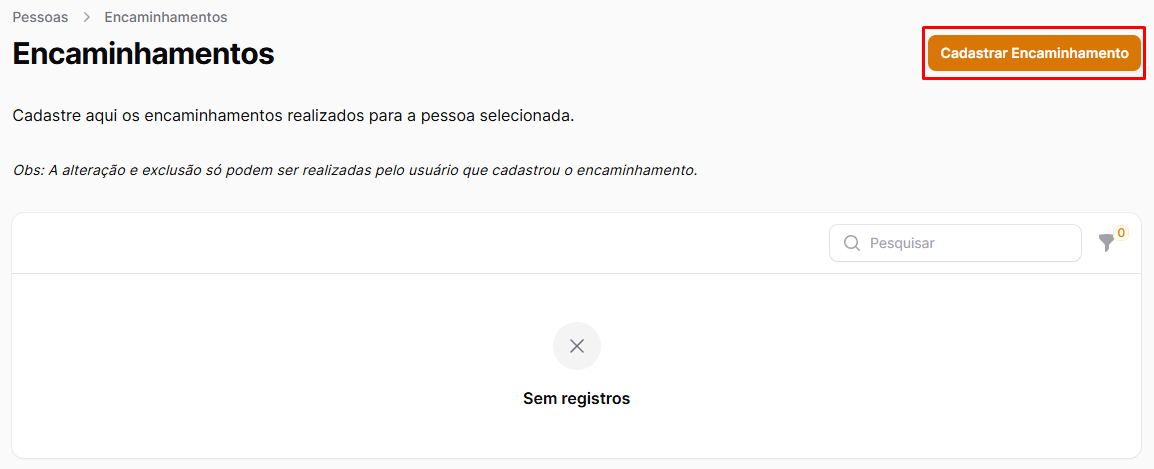 Pessoas > Encaminhamentos
Encaminhamentos
Cadastrar Encaminhamento
Cadastre aqui os encaminhamentos realizados para a pessoa selecionada.
Obs: A alteração e exclusão só podem ser realizadas pelo usuário que cadastrou o encaminhamento.
Pesquisar
0
Sem registros